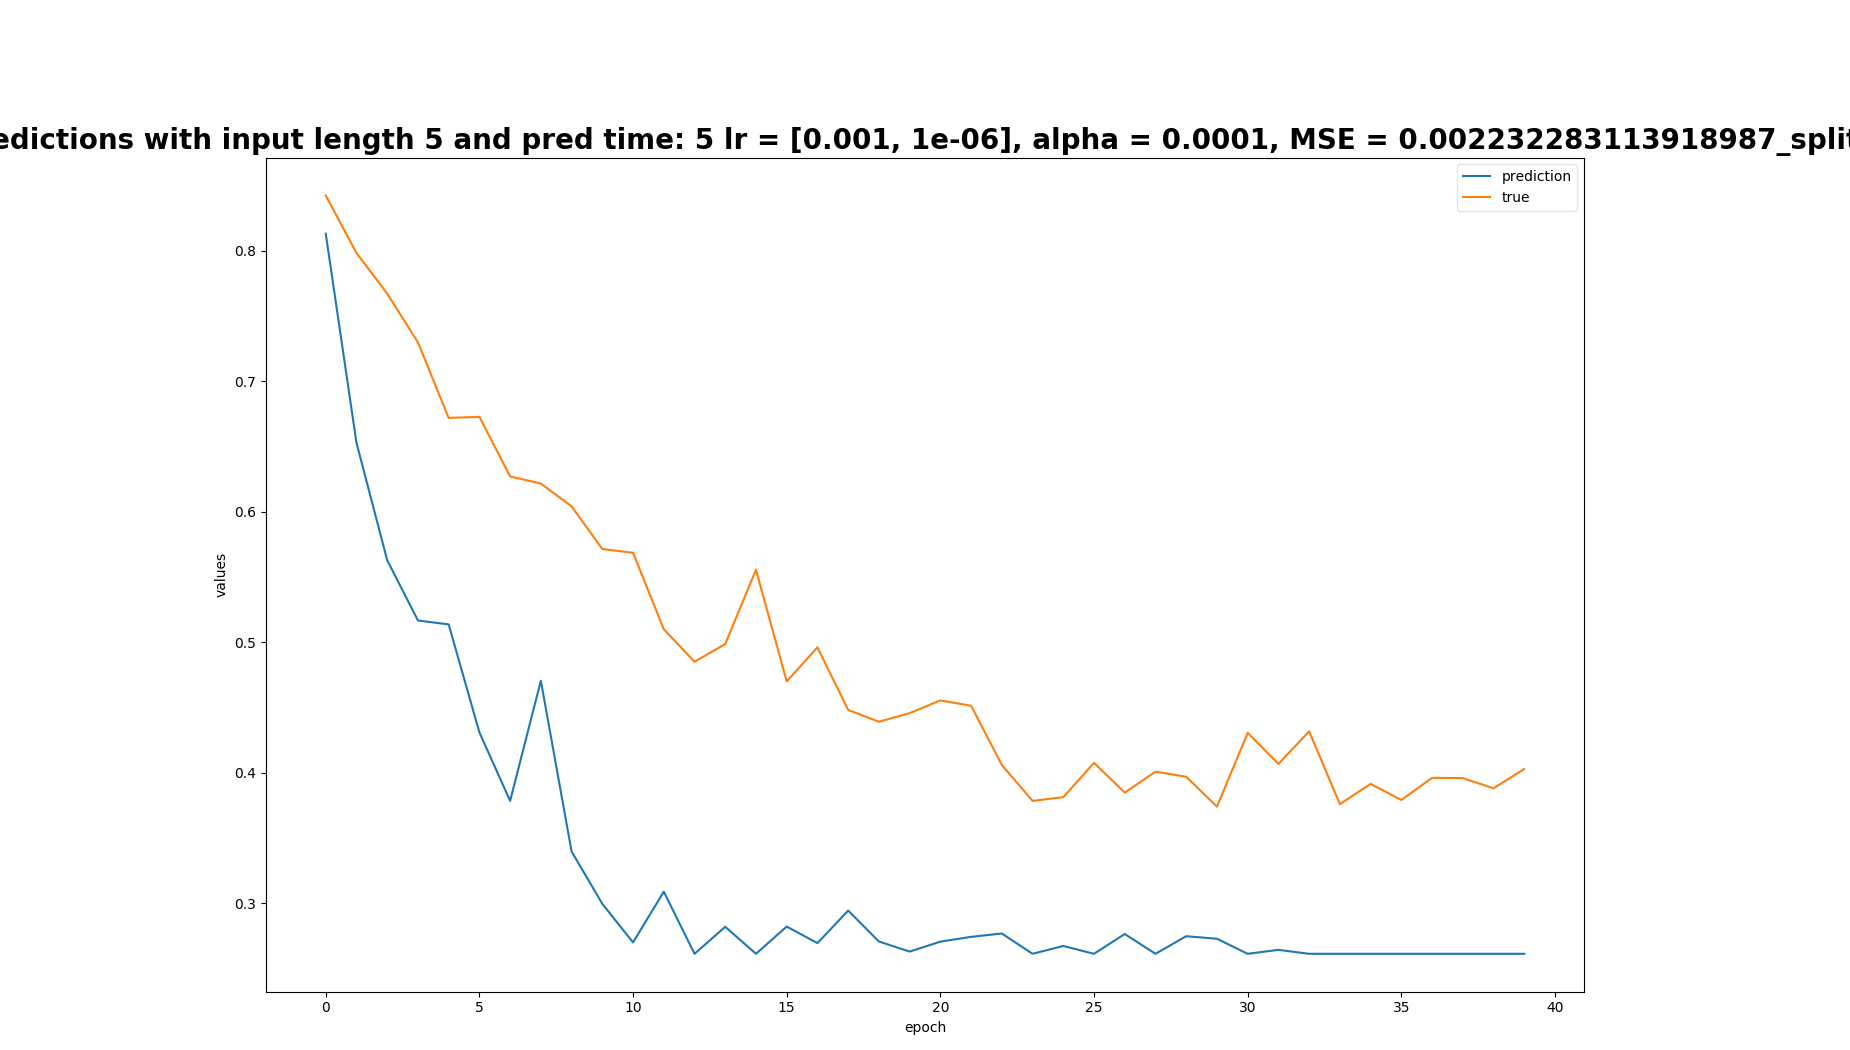 edictions with input length 5 and pred time: 5 lr = [0.001, 1e-06], alpha = 0.0001, MSE = 0.002232283113918987_split
prediction
true
0.8
0.7
0.6
0.5
0.4
0.3
values
0 5 10 15 20 25 30 35 40
epoch